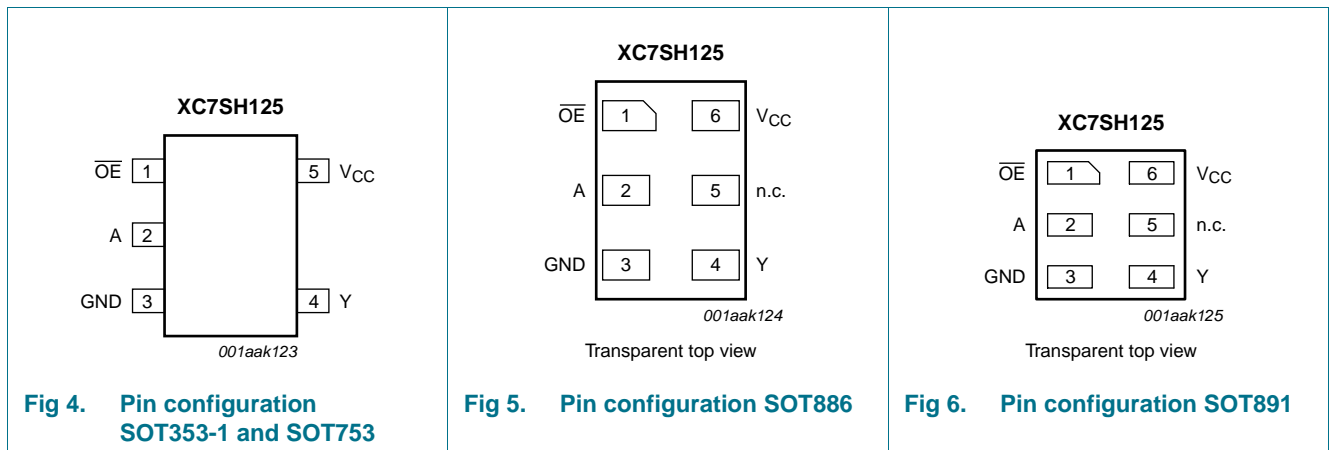 XC7SH125
OE 1
5 VCC
A 2
GND 3
4 Y
001aak123
Fig 4. Pin configuration
SOT353-1 and SOT753
XC7SH125
OE 1 6 VCC
A 2 5 n.c.
GND 3 4 Y
001aak124
Transparent top view
Fig 5. Pin configuration SOT886
XC7SH125
OE 1 6 VCC
A 2 5 n.c.
GND 3 4 Y
001aak125
Transparent top view
Fig 6. Pin configuration SOT891